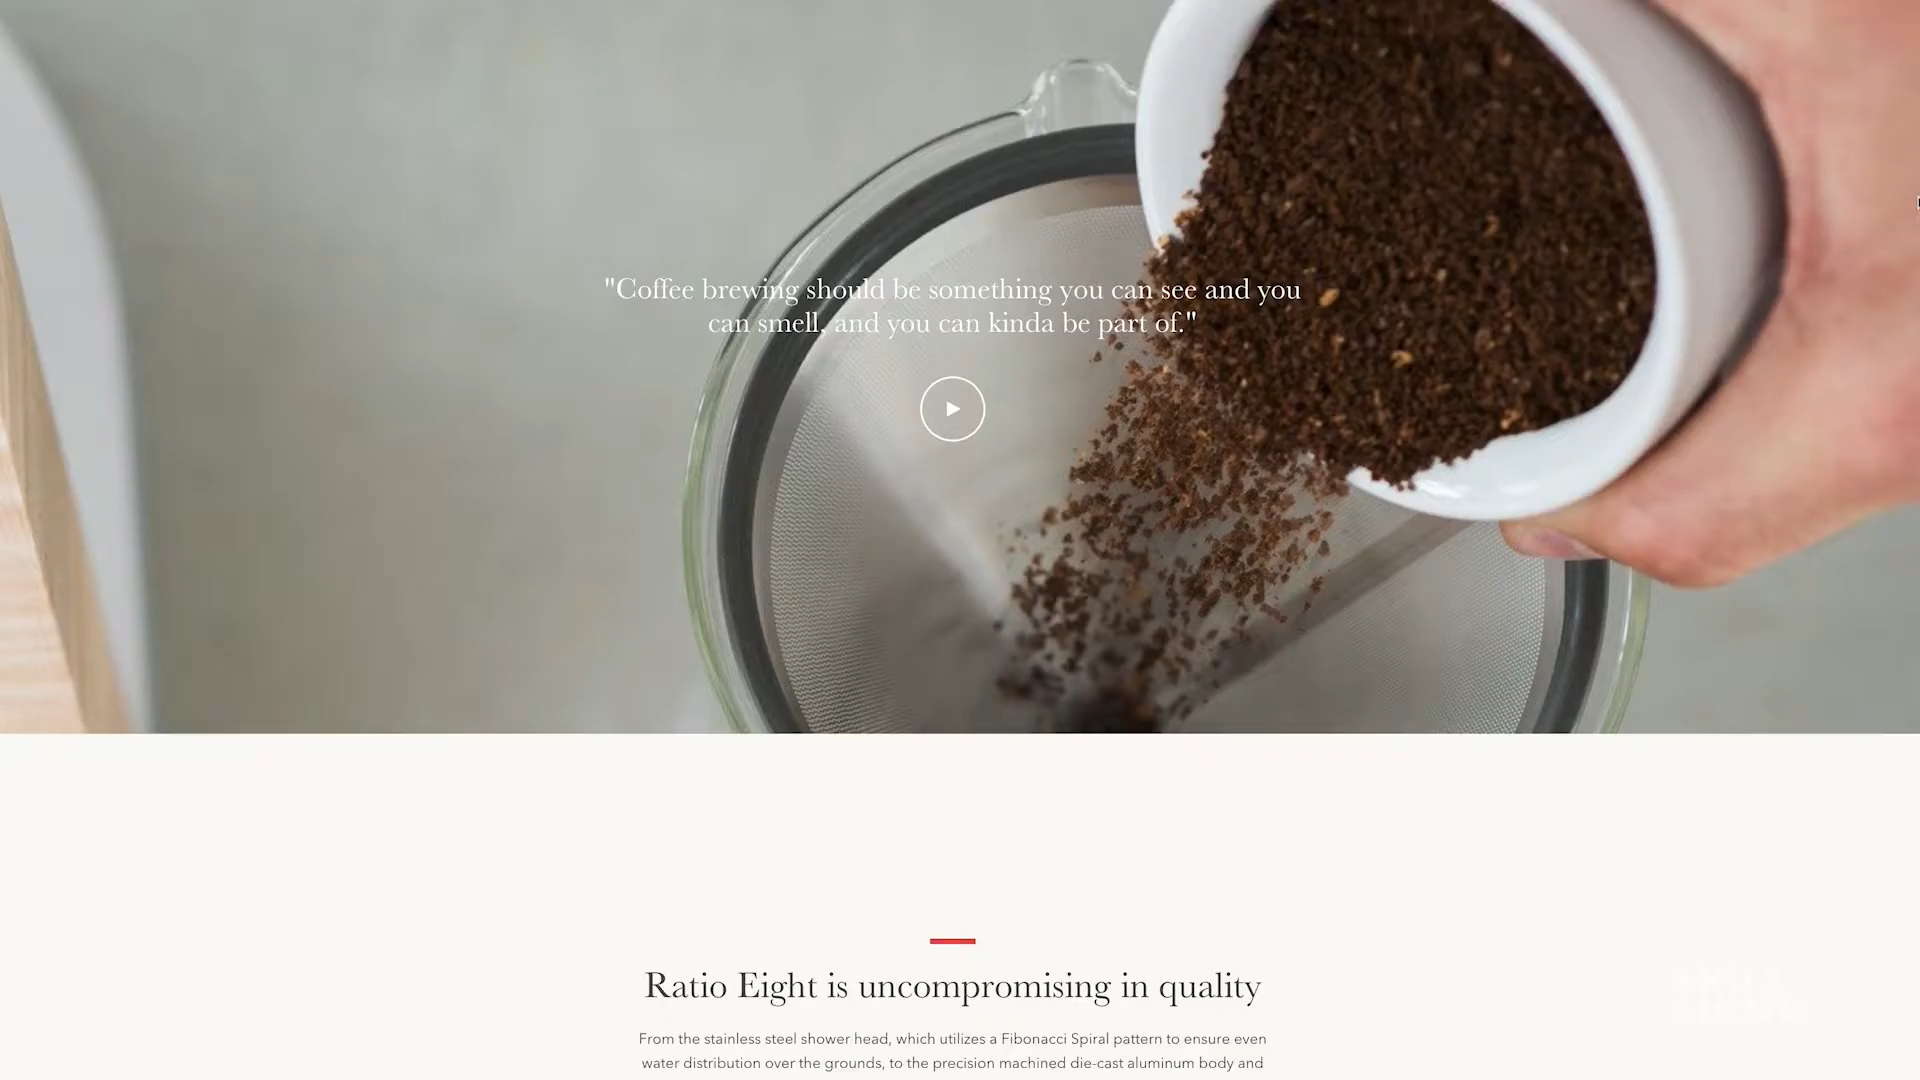 "Coffee brewing should be something you can see and you
can smell, and you can kinda be part of."
Ratio Eight is uncompromising in quality
From the stainless steel shower head, which utilizes a Fibonacci Spiral pattern to ensure even
water distribution over the grounds, to the precision machined die-cast aluminum body and